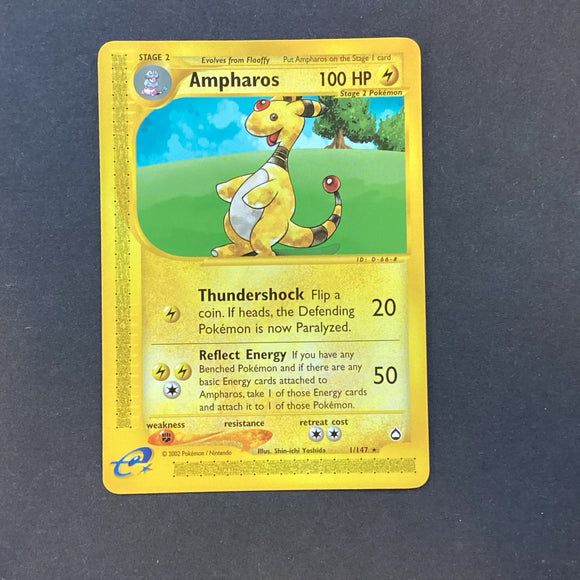 STAGE 2 Evolves from Flaaffy Put Ampharos on the Stage 1 card
Ampharos 100 HP
Stage 2 Pokémon
ID: D-66-#
Thundershock Flip a
coin. If heads, the Defending
Pokémon is now Paralyzed.
20
Reflect Energy If you have any
Benched Pokémon and if there are any
basic Energy cards attached to
Ampharos, take 1 of those Energy cards
and attach it to 1 of those Pokémon.
50
weakness resistance retreat cost
© 2002 Pokémon / Nintendo Illus. Shin-ichi Yoshida 1/147 ★
e